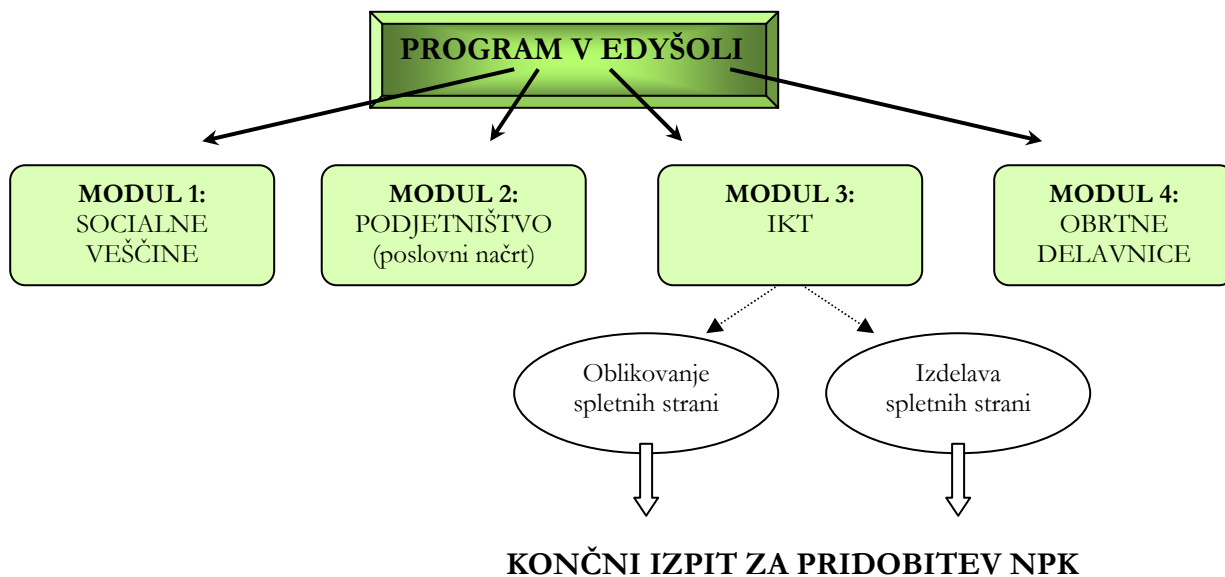 PROGRAM V EDYŠOLI
MODUL 1:
SOCIALNE
VEŠČINE
MODUL 2:
PODJETNIŠTVO
(poslovni načrt)
MODUL 3:
IKT
MODUL 4:
OBRTNE
DELAVNICE
Oblikovanje
spletnih strani
Izdelava
spletnih strani
KONČNI IZPIT ZA PRIDOBITEV NPK